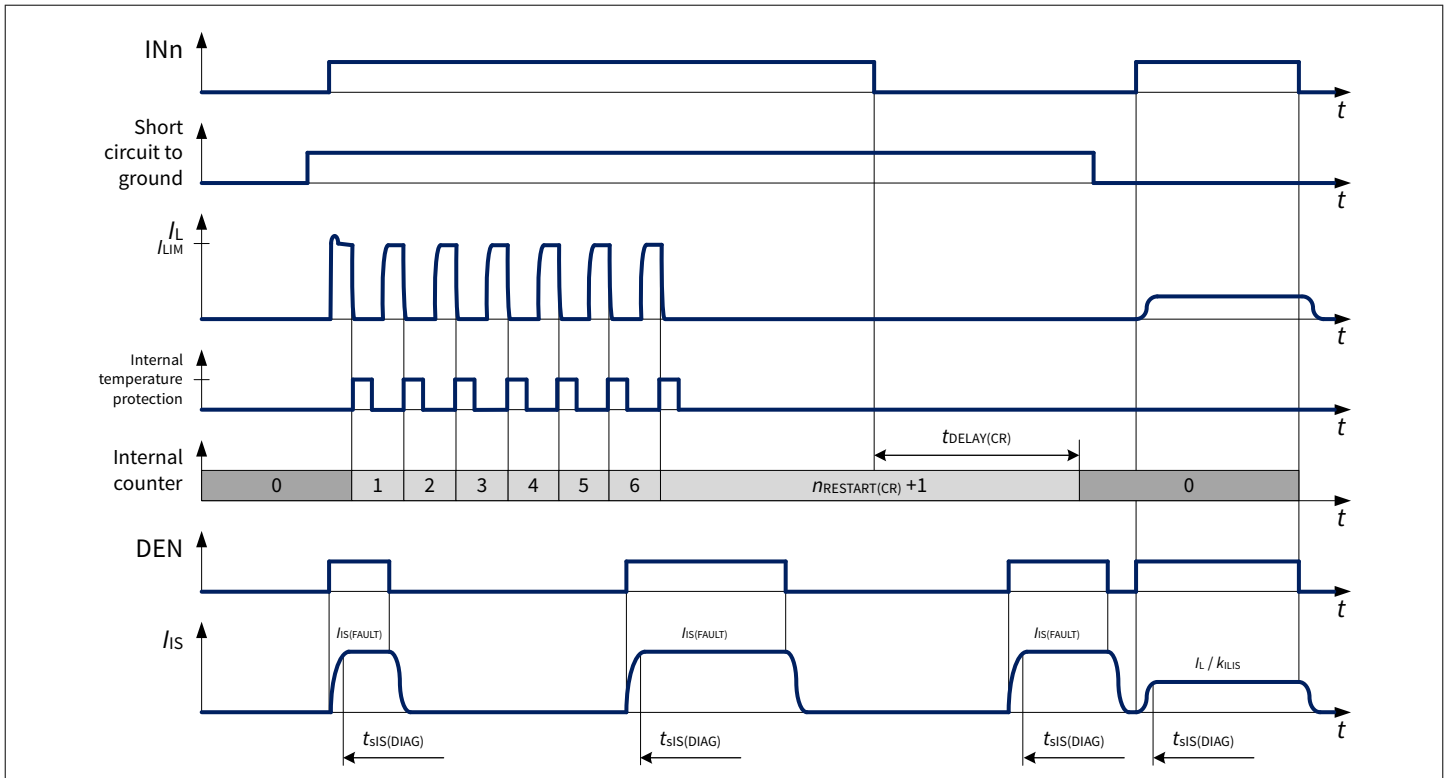 INn
t
Short
circuit to
ground
t
IL
ILIM
t
Internal
temperature
protection
t
tDELAY(CR)
Internal
counter
0 1 2 3 4 5 6 nRESTART(CR) +1 0
t
DEN
t
IIS
IIS(FAULT) IIS(FAULT) IIS(FAULT) IL / kILIS
t
tsIS(DIAG) tsIS(DIAG) tsIS(DIAG) tsIS(DIAG)